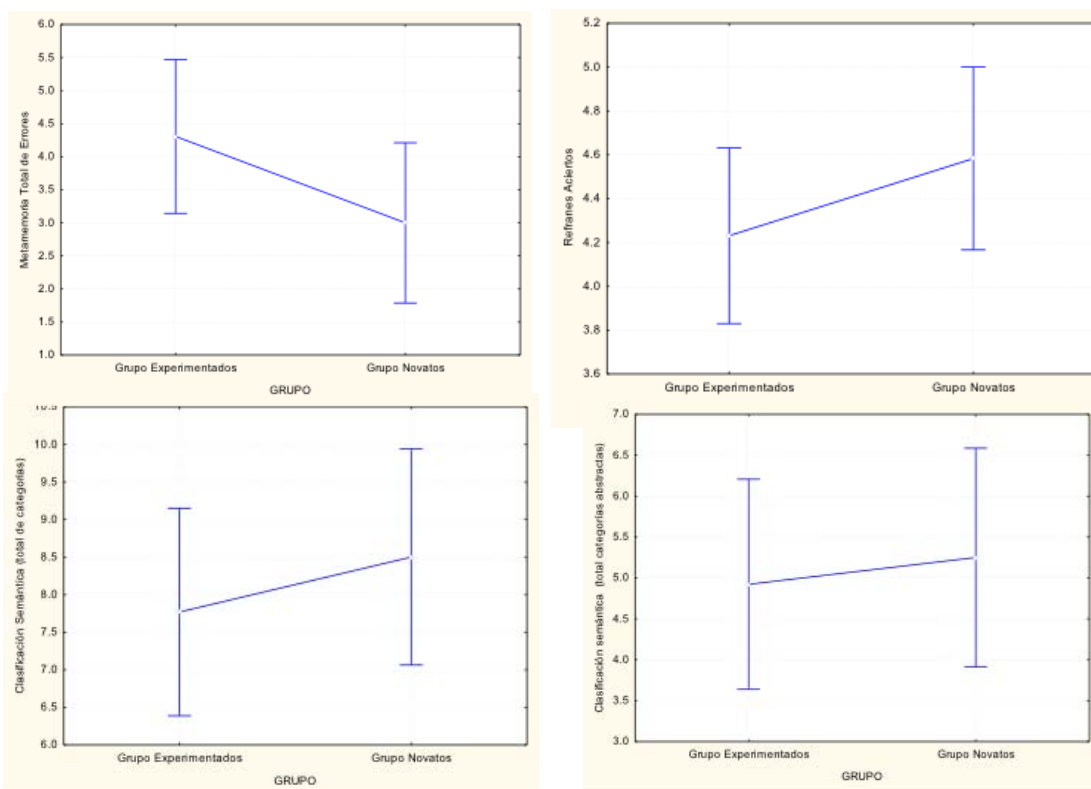 6.0
5.5
5.0
4.5
4.0
3.5
3.0
2.5
2.0
1.5
1.0
Metamemoria Total de Errores
Grupo Experimentados
Grupo Novatos
GRUPO
5.2
5.0
4.8
4.6
4.4
4.2
4.0
3.8
3.6
Refranes Aciertos
Grupo Experimentados
Grupo Novatos
10.5
10.0
9.5
9.0
8.5
8.0
7.5
7.0
6.5
6.0
Clasificación Semántica (total de categorías)
Grupo Experimentados
Grupo Novatos
GRUPO
7.0
6.5
6.0
5.5
5.0
4.5
4.0
3.5
3.0
Clasificación semántica (total categorías abstractas)
Grupo Experimentados
Grupo Novatos
GRUPO